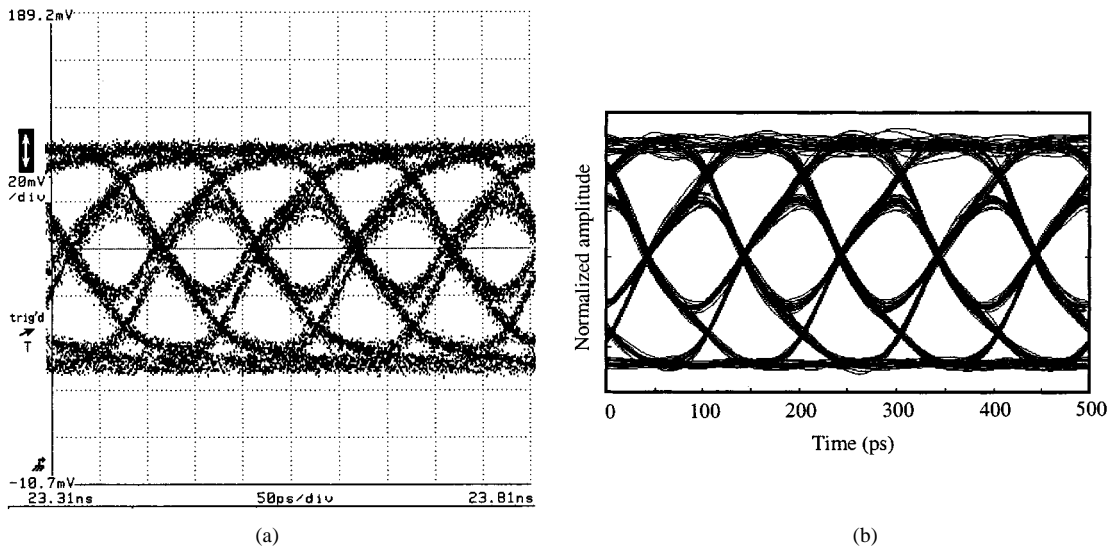 189.2mV
20mV
/div
trig'd
T
-10.7mV
23.31ns
50ps/div
23.81ns
(a)
Normalized amplitude
0
100
200
300
400
500
Time (ps)
(b)